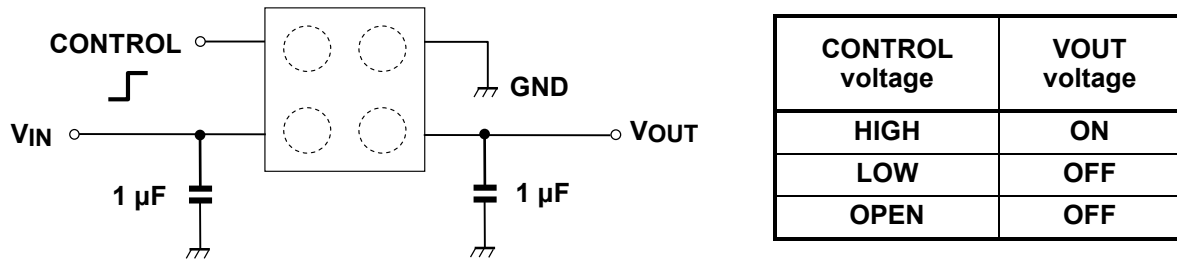 CONTROL
GND
VIN
VOUT
1 µF
1 µF
CONTROL voltage
VOUT voltage
HIGH
ON
LOW
OFF
OPEN
OFF